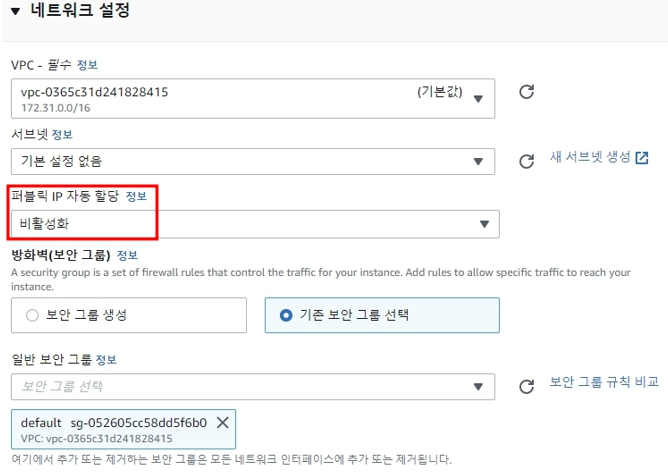 ▼ 네트워크 설정
VPC - 필수 정보
vpc-0365c31d241828415 (기본값)
172.31.0.0/16
서브넷 정보
기본 설정 없음 새 서브넷 생성
퍼블릭 IP 자동 할당 정보
비활성화
방화벽(보안 그룹) 정보
A security group is a set of firewall rules that control the traffic for your instance. Add rules to allow specific traffic to reach your
instance.
보안 그룹 생성 기존 보안 그룹 선택
일반 보안 그룹 정보
보안 그룹 선택 보안 그룹 규칙 비교
default sg-052605cc58dd5f6b0 ✕
VPC: vpc-0365c31d241828415
여기에서 추가 또는 제거하는 보안 그룹은 모든 네트워크 인터페이스에 추가 또는 제거됩니다.